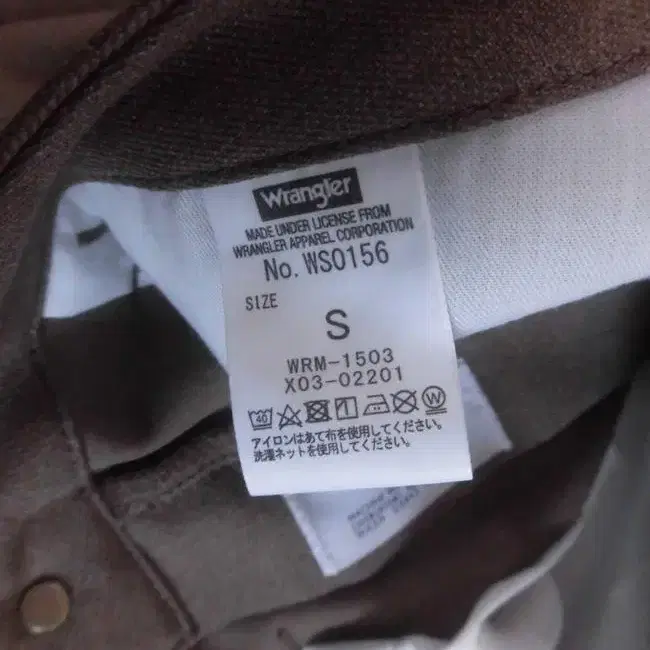 Wrangler
MADE UNDER LICENSE FROM
WRANGLER APPAREL CORPORATION
No. WS0156
SIZE
S
WRM-1503
X03-02201
40 1 W
アイロンはあて布を使用してください。
洗濯ネットを使用してください。